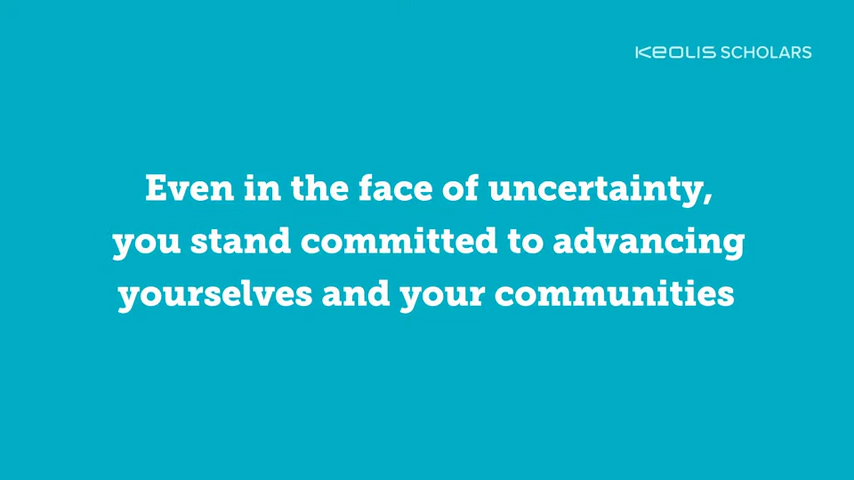 KEOLIS SCHOLARS
Even in the face of uncertainty,
you stand committed to advancing
yourselves and your communities